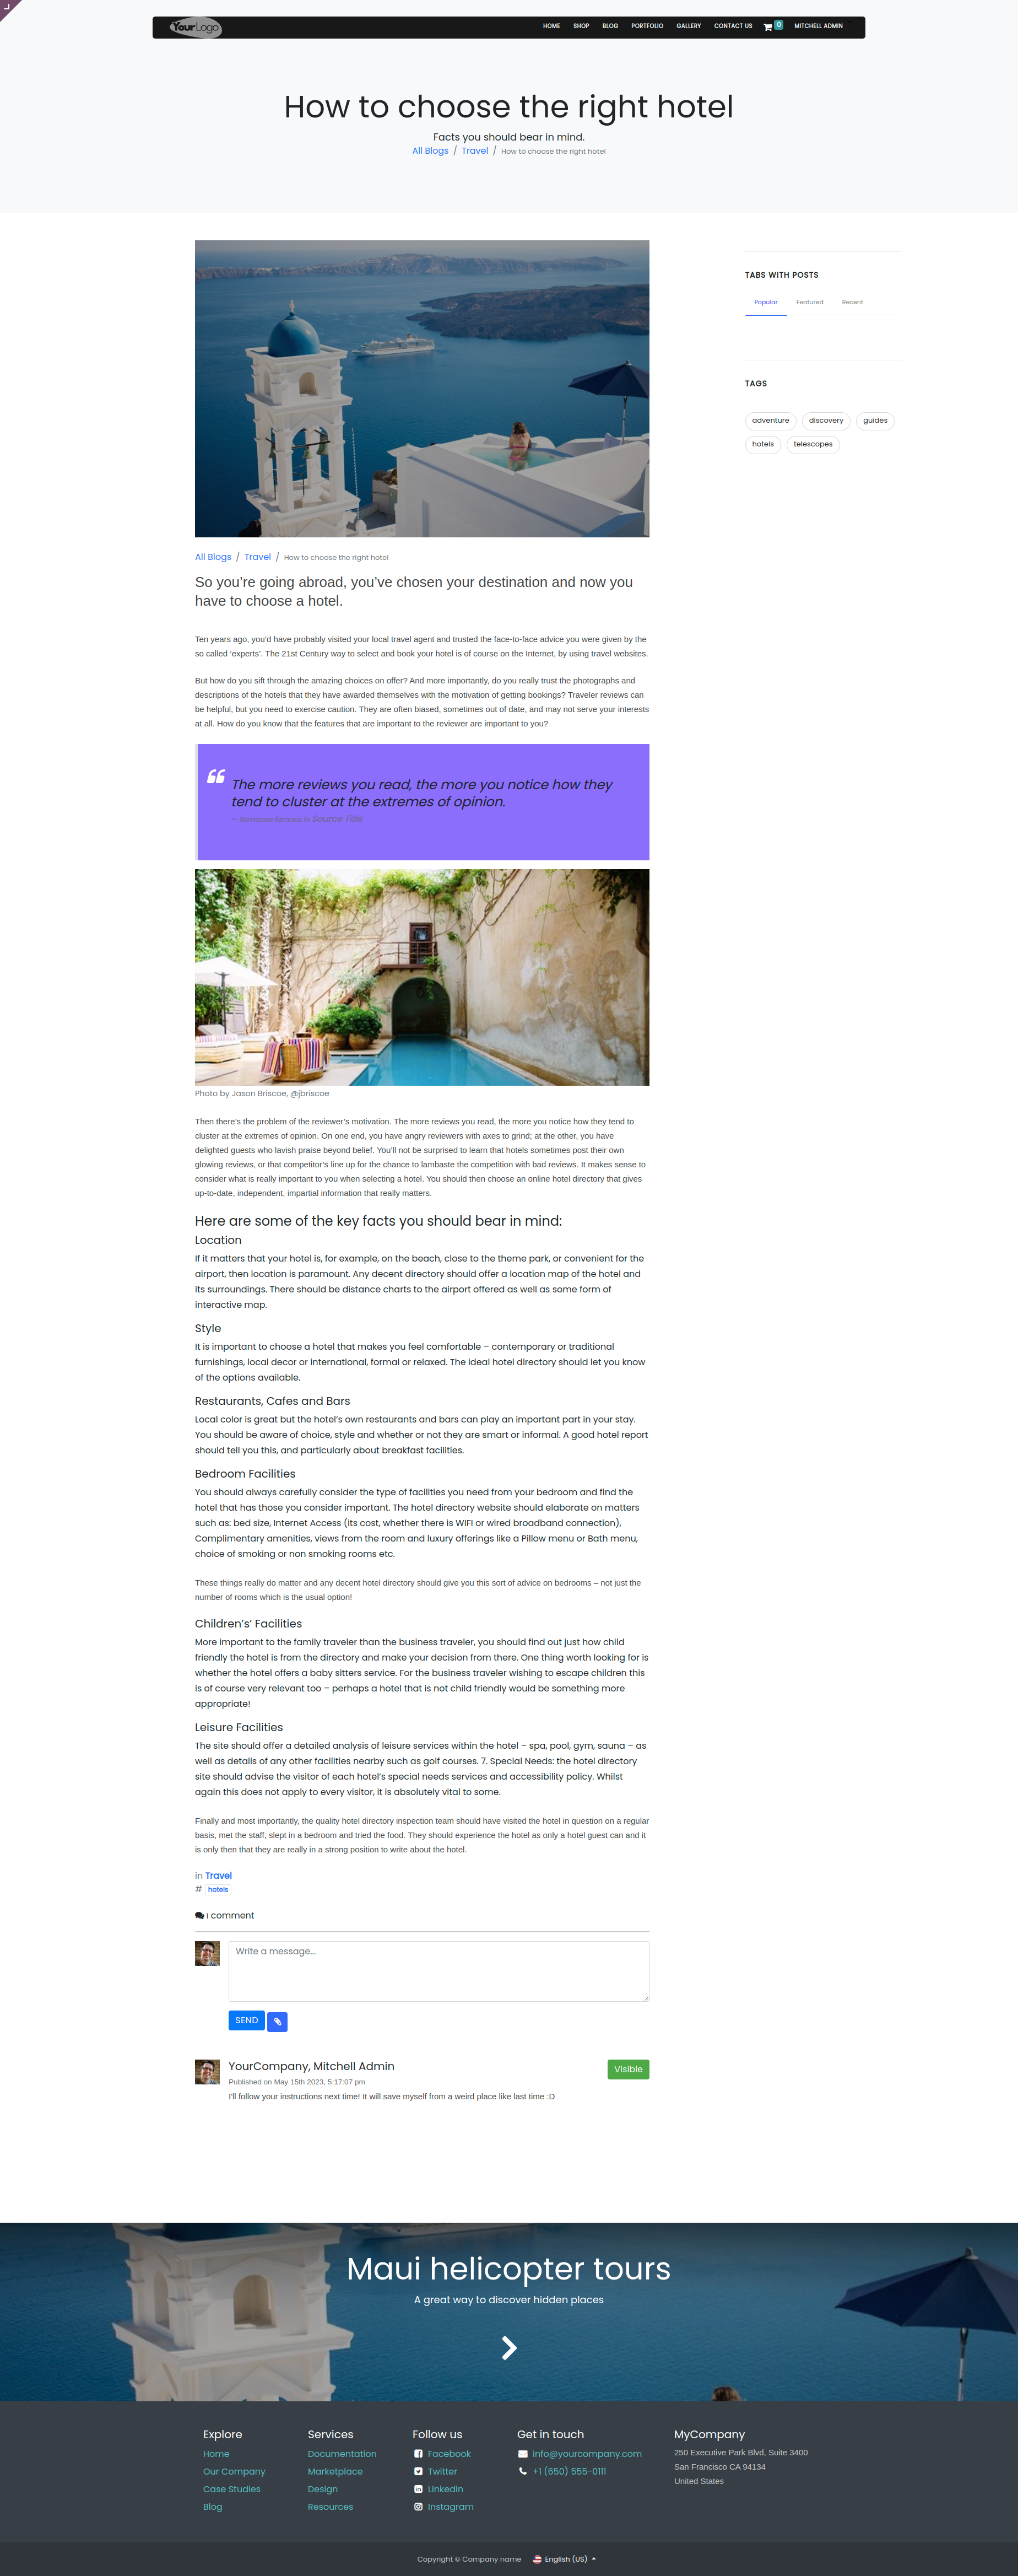 YourLogo
HOME SHOP BLOG PORTFOLIO GALLERY CONTACT US 0 MITCHELL ADMIN
How to choose the right hotel
Facts you should bear in mind.
All Blogs / Travel / How to choose the right hotel
TABS WITH POSTS
Popular Featured Recent
TAGS
adventure discovery guides
hotels telescopes
All Blogs / Travel / How to choose the right hotel
So you’re going abroad, you’ve chosen your destination and now you
have to choose a hotel.
Ten years ago, you’d have probably visited your local travel agent and trusted the face-to-face advice you were given by the
so called ‘experts’. The 21st Century way to select and book your hotel is of course on the Internet, by using travel websites.
But how do you sift through the amazing choices on offer? And more importantly, do you really trust the photographs and
descriptions of the hotels that they have awarded themselves with the motivation of getting bookings? Traveler reviews can
be helpful, but you need to exercise caution. They are often biased, sometimes out of date, and may not serve your interests
at all. How do you know that the features that are important to the reviewer are important to you?
The more reviews you read, the more you notice how they
tend to cluster at the extremes of opinion.
— Someone famous in Source Title
Photo by Jason Briscoe, @jbriscoe
Then there’s the problem of the reviewer’s motivation. The more reviews you read, the more you notice how they tend to
cluster at the extremes of opinion. On one end, you have angry reviewers with axes to grind; at the other, you have
delighted guests who lavish praise beyond belief. You’ll not be surprised to learn that hotels sometimes post their own
glowing reviews, or that competitor’s line up for the chance to lambaste the competition with bad reviews. It makes sense to
consider what is really important to you when selecting a hotel. You should then choose an online hotel directory that gives
up-to-date, independent, impartial information that really matters.
Here are some of the key facts you should bear in mind:
Location
If it matters that your hotel is, for example, on the beach, close to the theme park, or convenient for the
airport, then location is paramount. Any decent directory should offer a location map of the hotel and
its surroundings. There should be distance charts to the airport offered as well as some form of
interactive map.
Style
It is important to choose a hotel that makes you feel comfortable – contemporary or traditional
furnishings, local decor or international, formal or relaxed. The ideal hotel directory should let you know
of the options available.
Restaurants, Cafes and Bars
Local color is great but the hotel’s own restaurants and bars can play an important part in your stay.
You should be aware of choice, style and whether or not they are smart or informal. A good hotel report
should tell you this, and particularly about breakfast facilities.
Bedroom Facilities
You should always carefully consider the type of facilities you need from your bedroom and find the
hotel that has those you consider important. The hotel directory website should elaborate on matters
such as: bed size, Internet Access (its cost, whether there is WIFI or wired broadband connection),
Complimentary amenities, views from the room and luxury offerings like a Pillow menu or Bath menu,
choice of smoking or non smoking rooms etc.
These things really do matter and any decent hotel directory should give you this sort of advice on bedrooms – not just the
number of rooms which is the usual option!
Children’s’ Facilities
More important to the family traveler than the business traveler, you should find out just how child
friendly the hotel is from the directory and make your decision from there. One thing worth looking for is
whether the hotel offers a baby sitters service. For the business traveler wishing to escape children this
is of course very relevant too – perhaps a hotel that is not child friendly would be something more
appropriate!
Leisure Facilities
The site should offer a detailed analysis of leisure services within the hotel – spa, pool, gym, sauna – as
well as details of any other facilities nearby such as golf courses. 7. Special Needs: the hotel directory
site should advise the visitor of each hotel’s special needs services and accessibility policy. Whilst
again this does not apply to every visitor, it is absolutely vital to some.
Finally and most importantly, the quality hotel directory inspection team should have visited the hotel in question on a regular
basis, met the staff, slept in a bedroom and tried the food. They should experience the hotel as only a hotel guest can and it
is only then that they are really in a strong position to write about the hotel.
in Travel
# hotels
1 comment
Write a message...
SEND
YourCompany, Mitchell Admin
Visible
Published on May 15th 2023, 5:17:07 pm
I'll follow your instructions next time! It will save myself from a weird place like last time :D
Maui helicopter tours
A great way to discover hidden places
Explore
Home
Our Company
Case Studies
Blog
Services
Documentation
Marketplace
Design
Resources
Follow us
Facebook
Twitter
Linkedin
Instagram
Get in touch
info@yourcompany.com
+1 (650) 555-0111
MyCompany
250 Executive Park Blvd, Suite 3400
San Francisco CA 94134
United States
Copyright © Company name English (US)